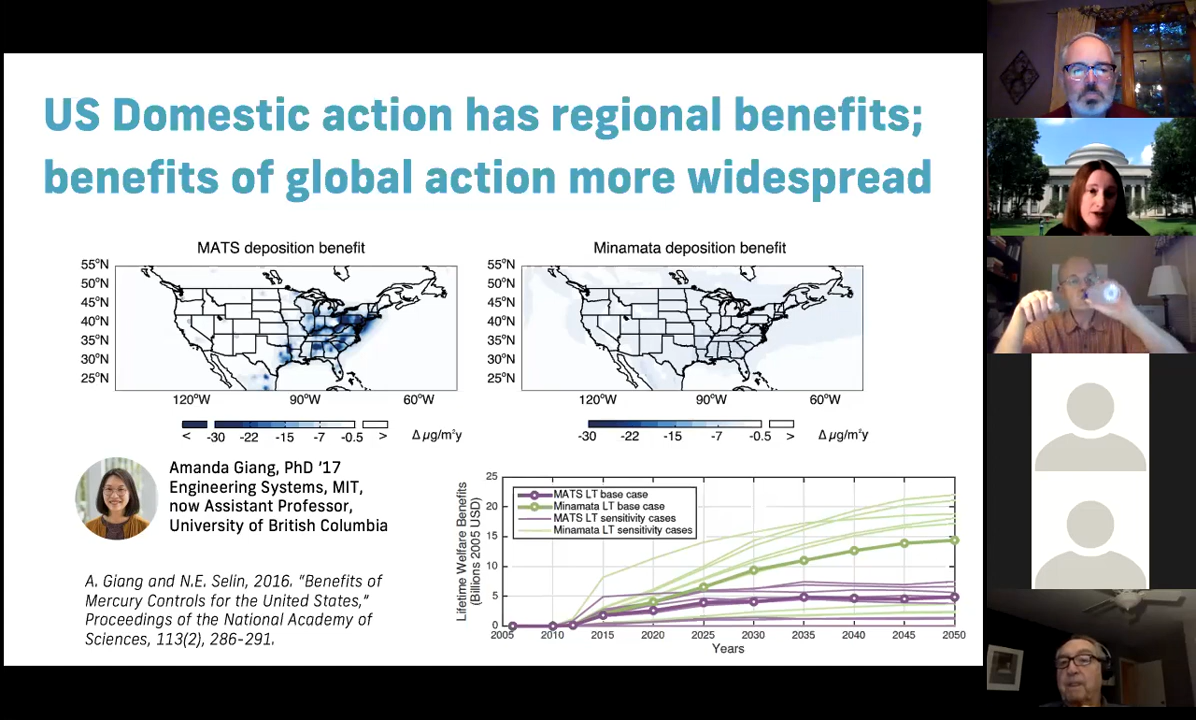 US Domestic action has regional benefits;
benefits of global action more widespread
MATS deposition benefit
55°N
50°N
45°N
40°N
35°N
30°N
25°N
120°W 90°W 60°W
< -30 -22 -15 -7 -0.5 > Δ µg/m²y
Minamata deposition benefit
55°N
50°N
45°N
40°N
35°N
30°N
25°N
120°W 90°W 60°W
-30 -22 -15 -7 -0.5 > Δ µg/m²y
Amanda Giang, PhD '17
Engineering Systems, MIT,
now Assistant Professor,
University of British Columbia
A. Giang and N.E. Selin, 2016. "Benefits of
Mercury Controls for the United States,"
Proceedings of the National Academy of
Sciences, 113(2), 286-291.
Lifetime Welfare Benefits
(Billions 2005 USD)
25
20
15
10
5
0
MATS LT base case
Minamata LT base case
MATS LT sensitivity cases
Minamata LT sensitivity cases
2005 2010 2015 2020 2025 2030 2035 2040 2045 2050
Years